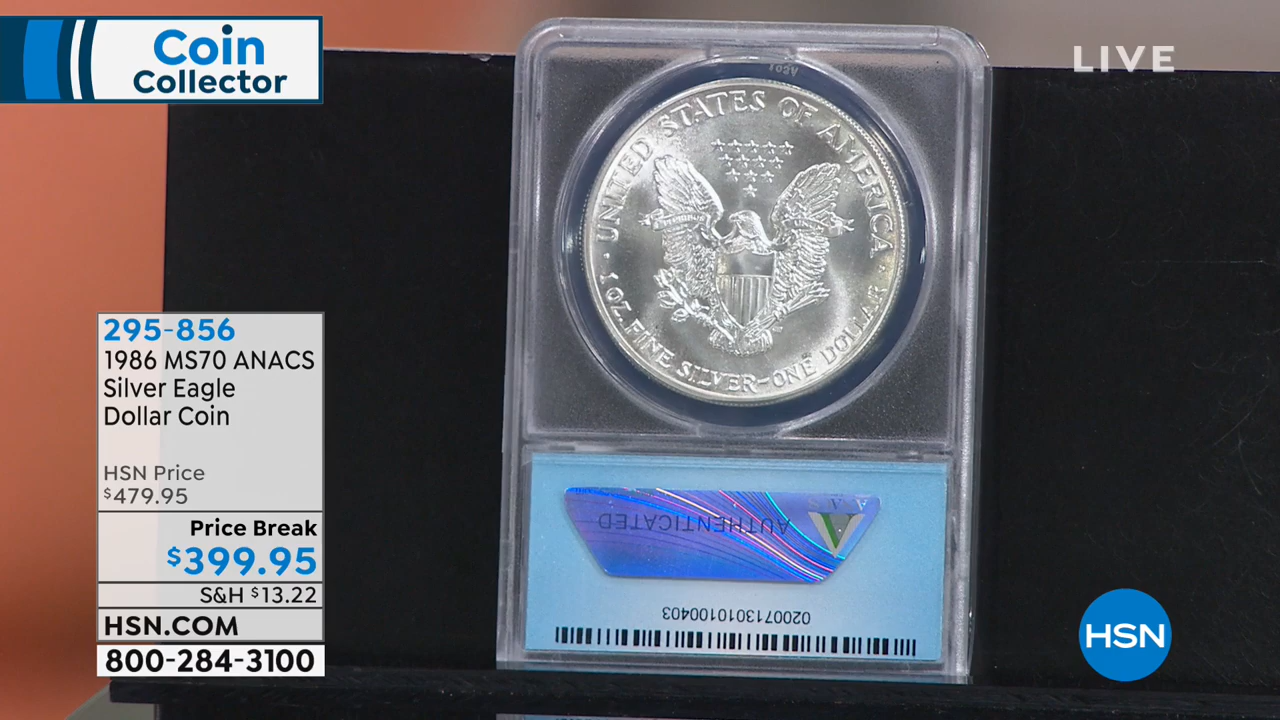 Coin
Collector
LIVE
UNITED STATES OF AMERICA
1 OZ. FINE SILVER-ONE DOLLAR
295-856
1986 MS70 ANACS
Silver Eagle
Dollar Coin
HSN Price
$479.95
Price Break
$399.95
S&H $13.22
HSN.COM
800-284-3100
AUTHENTICATED
0200713010100403
HSN